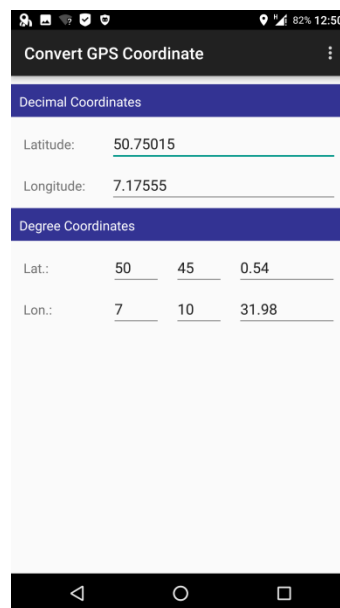 82% 12:50
Convert GPS Coordinate
Decimal Coordinates
Latitude: 50.75015
Longitude: 7.17555
Degree Coordinates
Lat.: 50 45 0.54
Lon.: 7 10 31.98